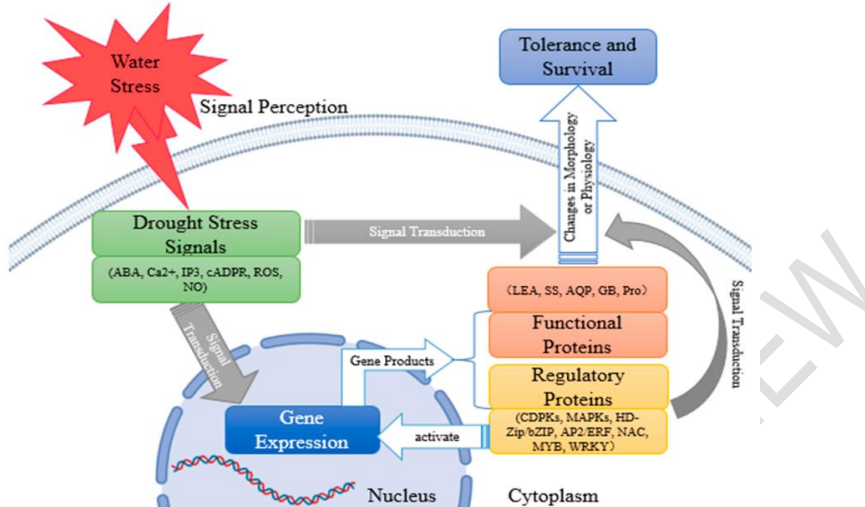 Water
Stress
Signal Perception
Tolerance and
Survival
Changes in Morphology
or Physiology
Drought Stress
Signals
(ABA, Ca2+, IP3, cADPR, ROS,
NO)
Signal Transduction
Signal
Transduction
(LEA, SS, AQP, GB, Pro)
Functional
Proteins
Signal Transduction
Gene Products
Regulatory
Proteins
(CDPKs, MAPKs, HD-
Zip/bZIP, AP2/ERF, NAC,
MYB, WRKY)
Gene
Expression
activate
Nucleus
Cytoplasm
EW